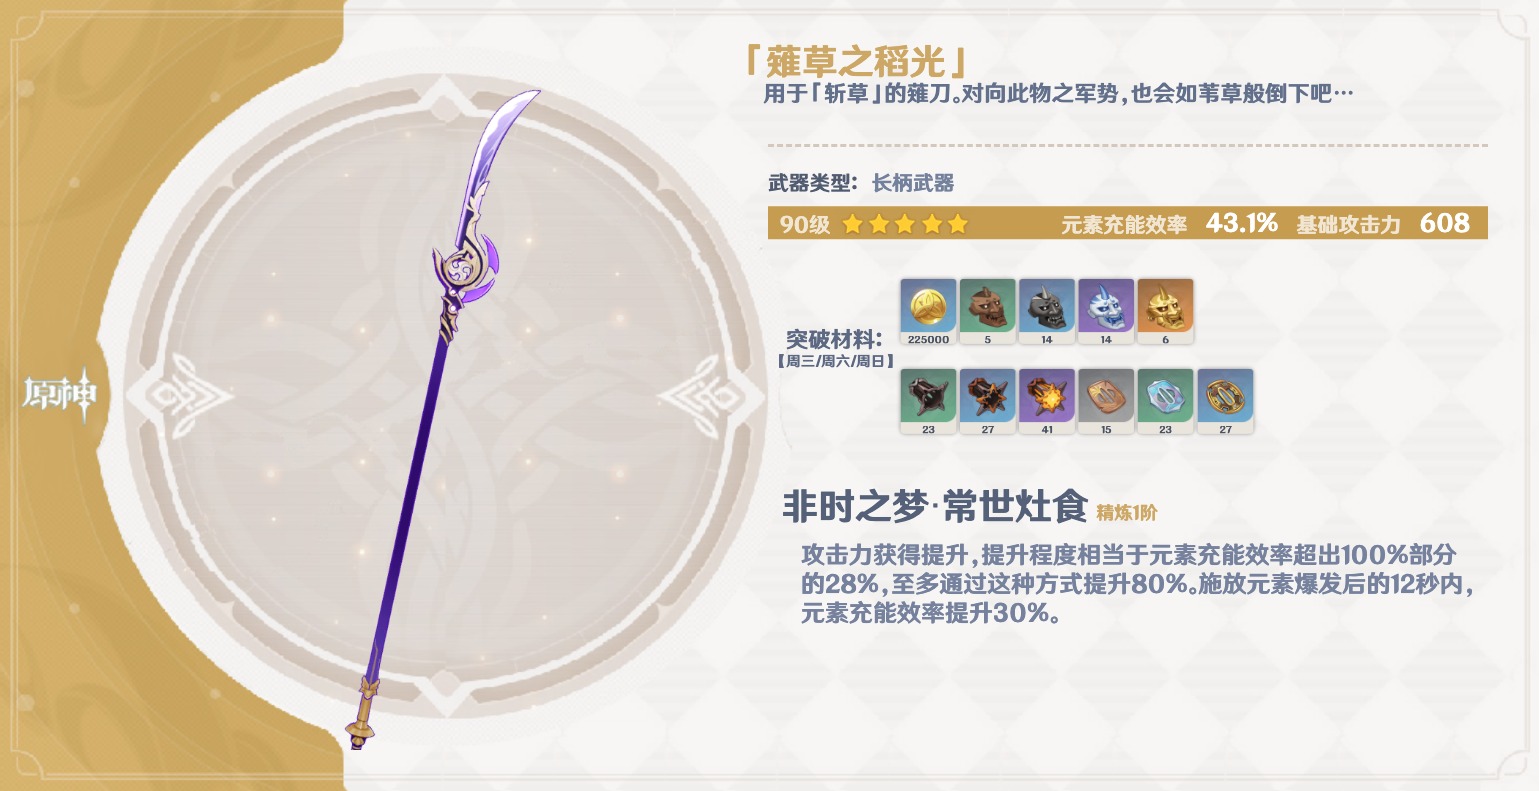 「薙草之稻光」
用于「斩草」的薙刀。对向此物之军势,也会如苇草般倒下吧…
武器类型: 长柄武器
90级 元素充能效率 43.1% 基础攻击力 608
225000 5 14 14 6
突破材料:
【周三/周六/周日】
23 27 41 15 23 27
原神
非时之梦·常世灶食 精炼1阶
攻击力获得提升,提升程度相当于元素充能效率超出100%部分
的28%,至多通过这种方式提升80%。施放元素爆发后的12秒内,
元素充能效率提升30%。